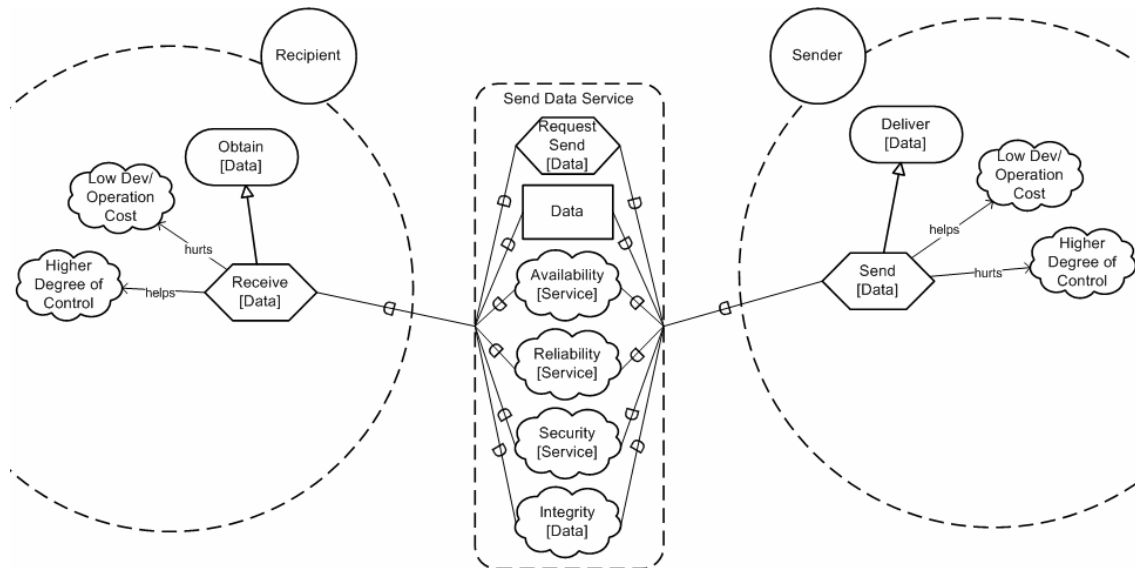 Recipient
Obtain
[Data]
Low Dev/
Operation
Cost
hurts
Higher
Degree of
Control
helps
Receive
[Data]
Send Data Service
Request
Send
[Data]
Data
Availability
[Service]
Reliability
[Service]
Security
[Service]
Integrity
[Data]
Sender
Deliver
[Data]
Low Dev/
Operation
Cost
helps
Higher
Degree of
Control
hurts
Send
[Data]